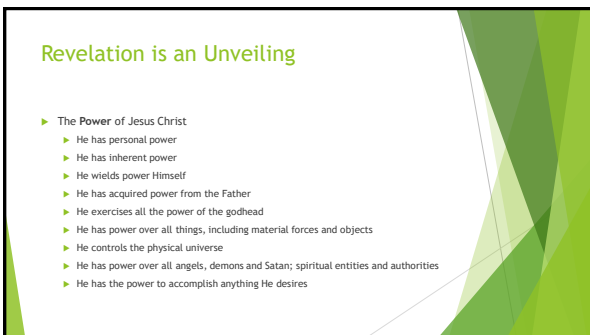 Revelation is an Unveiling
The Power of Jesus Christ
He has personal power
He has inherent power
He wields power Himself
He has acquired power from the Father
He exercises all the power of the godhead
He has power over all things, including material forces and objects
He controls the physical universe
He has power over all angels, demons and Satan; spiritual entities and authorities
He has the power to accomplish anything He desires